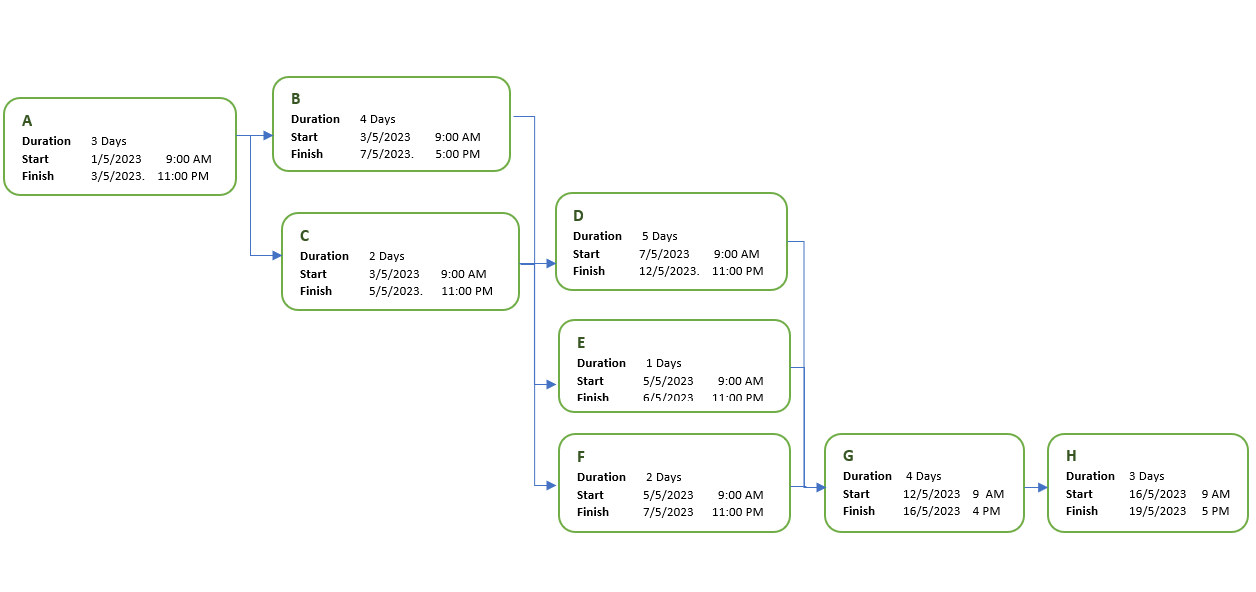 A
Duration 3 Days
Start 1/5/2023 9:00 AM
Finish 3/5/2023. 11:00 PM
B
Duration 4 Days
Start 3/5/2023 9:00 AM
Finish 7/5/2023. 5:00 PM
C
Duration 2 Days
Start 3/5/2023 9:00 AM
Finish 5/5/2023. 11:00 PM
D
Duration 5 Days
Start 7/5/2023 9:00 AM
Finish 12/5/2023. 11:00 PM
E
Duration 1 Days
Start 5/5/2023 9:00 AM
Finish 6/5/2023 11:00 PM
F
Duration 2 Days
Start 5/5/2023 9:00 AM
Finish 7/5/2023 11:00 PM
G
Duration 4 Days
Start 12/5/2023 9 AM
Finish 16/5/2023 4 PM
H
Duration 3 Days
Start 16/5/2023 9 AM
Finish 19/5/2023 5 PM